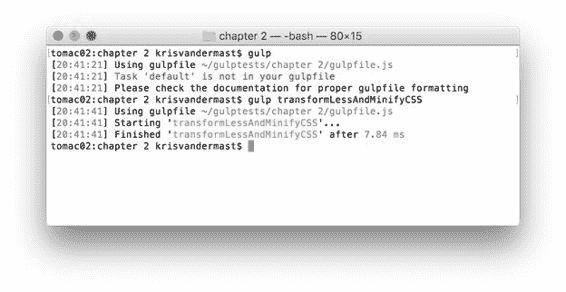 chapter 2 — -bash — 80×15
[tomac02:chapter 2 krisvandermast$ gulp ]
[20:41:21] Using gulpfile ~/gulptests/chapter 2/gulpfile.js
[20:41:21] Task 'default' is not in your gulpfile
[20:41:21] Please check the documentation for proper gulpfile formatting
[tomac02:chapter 2 krisvandermast$ gulp transformLessAndMinifyCSS ]
[20:41:41] Using gulpfile ~/gulptests/chapter 2/gulpfile.js
[20:41:41] Starting 'transformLessAndMinifyCSS'...
[20:41:41] Finished 'transformLessAndMinifyCSS' after 7.84 ms
tomac02:chapter 2 krisvandermast$